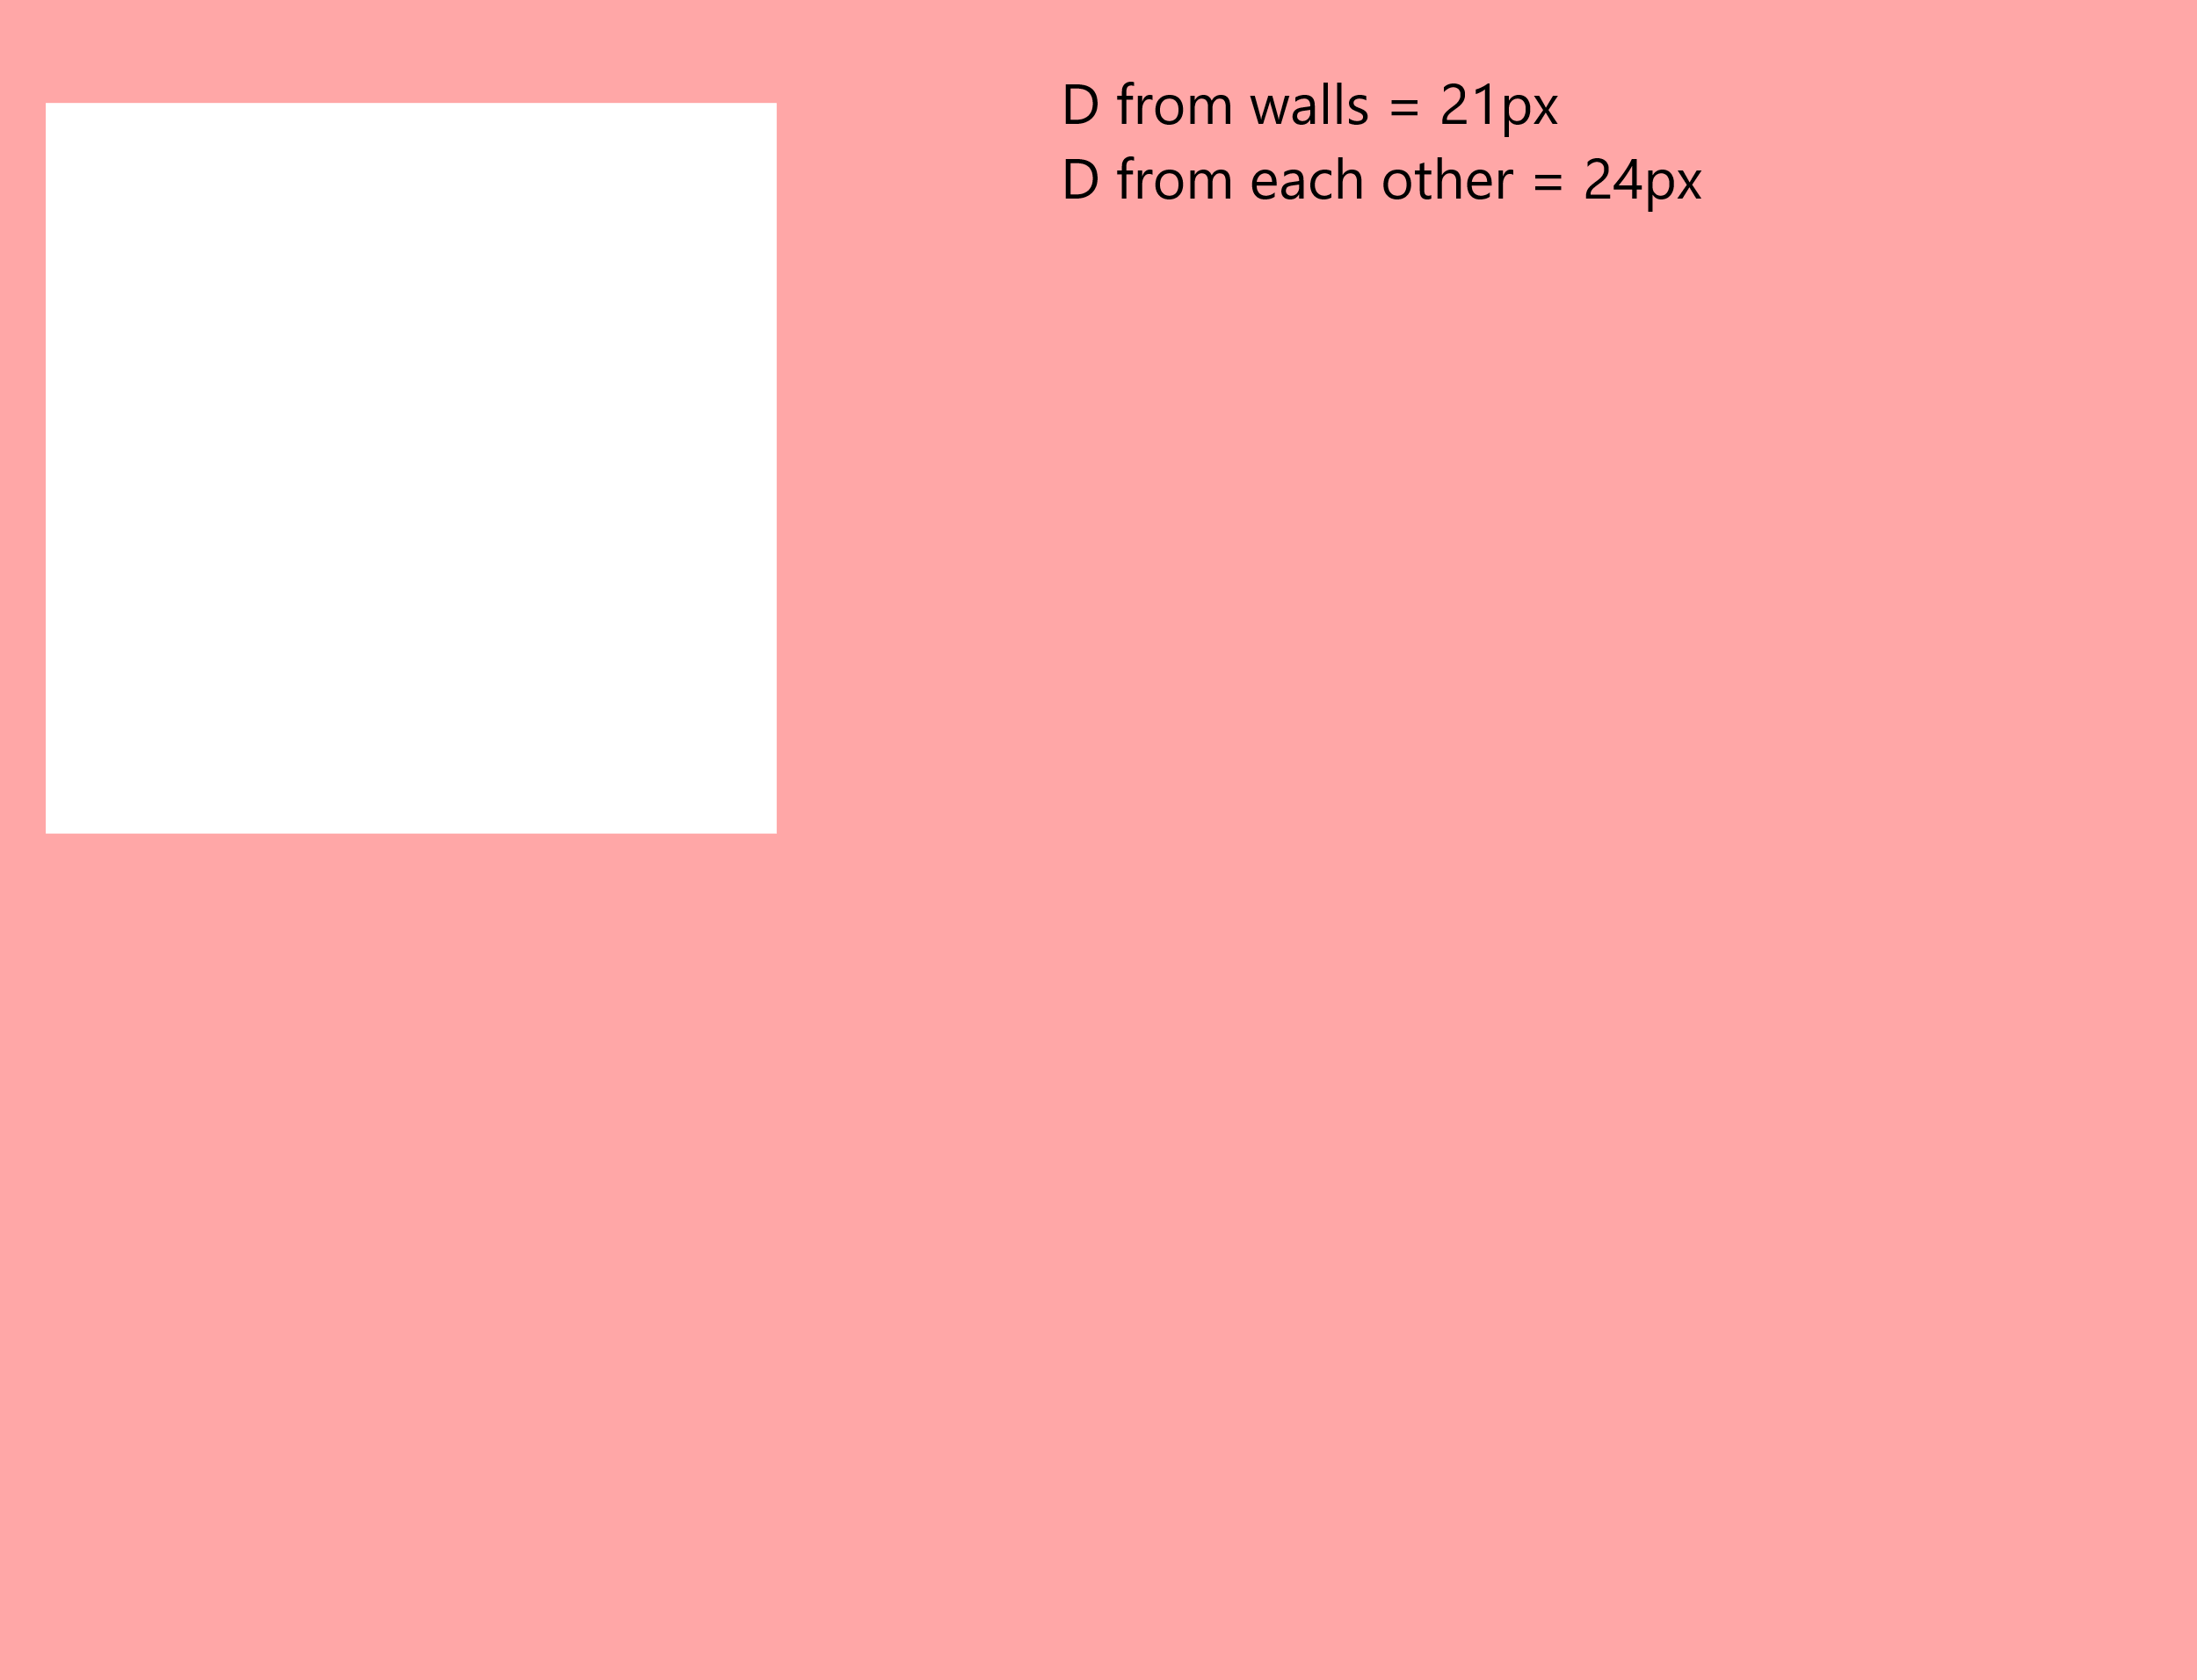 D from walls = 21px
D from each other = 24px